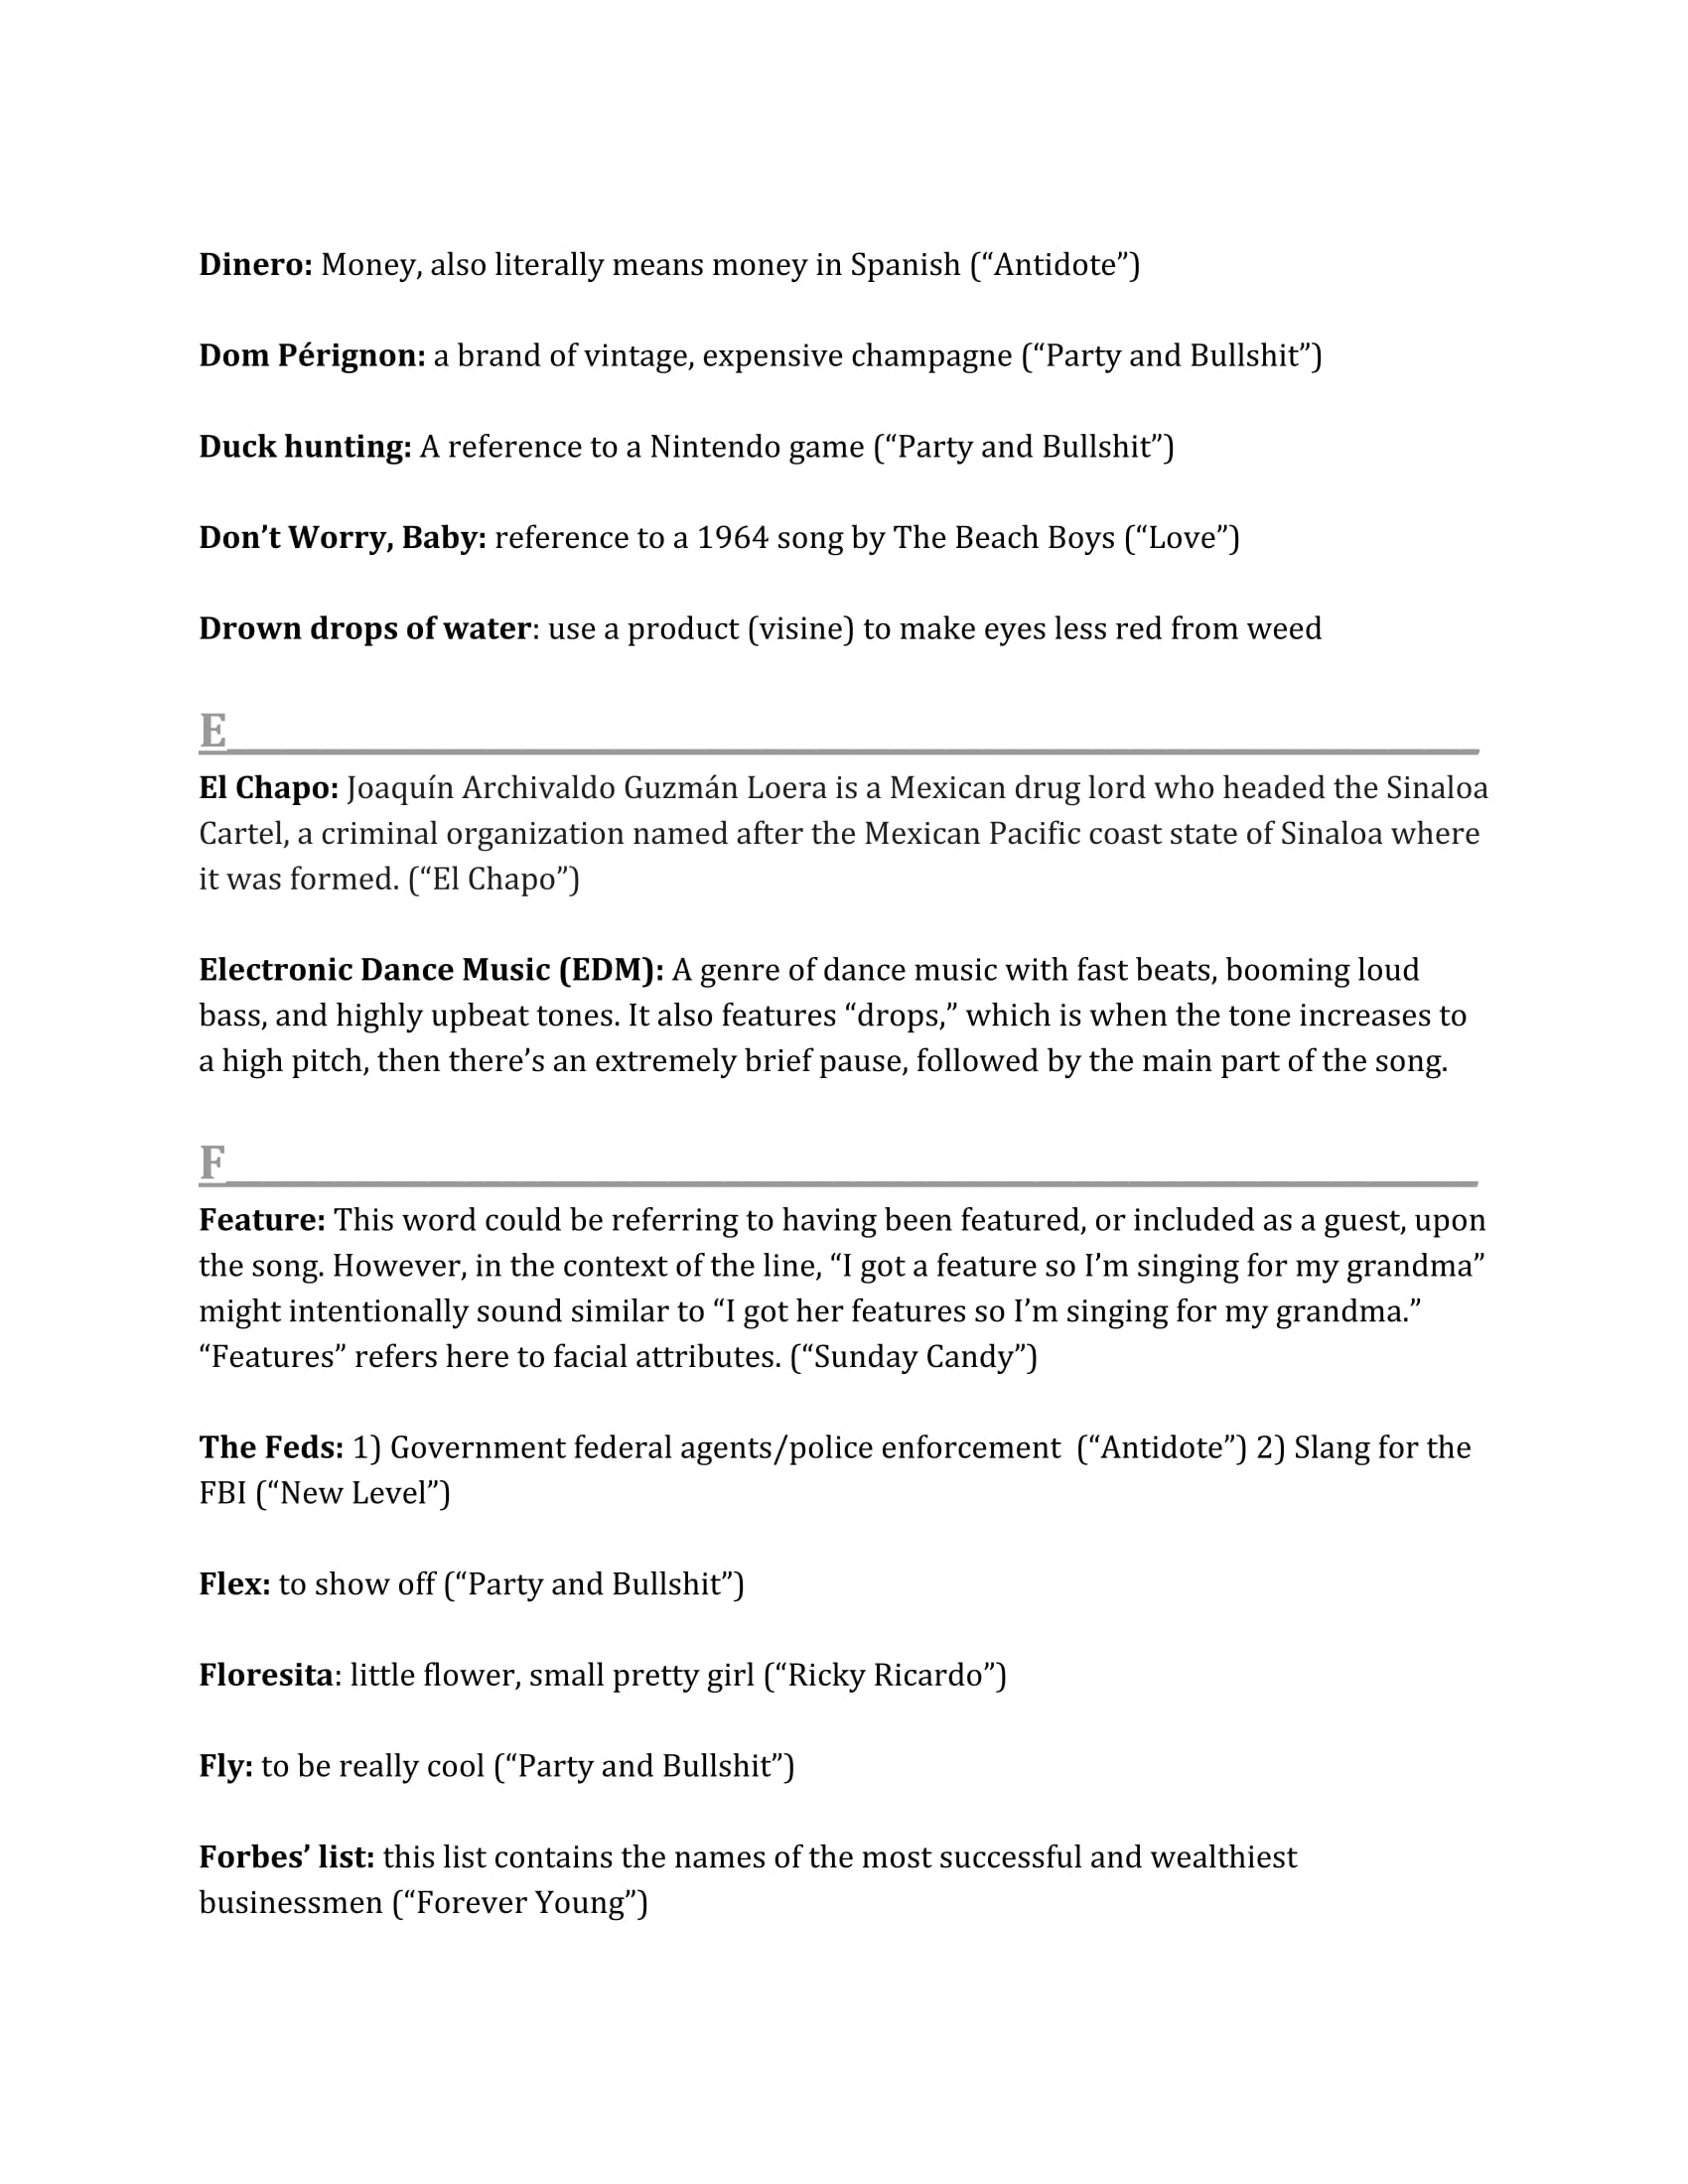 Dinero: Money, also literally means money in Spanish (“Antidote”)
Dom Pérignon: a brand of vintage, expensive champagne (“Party and Bullshit”)
Duck hunting: A reference to a Nintendo game (“Party and Bullshit”)
Don’t Worry, Baby: reference to a 1964 song by The Beach Boys (“Love”)
Drown drops of water: use a product (visine) to make eyes less red from weed
E
El Chapo: Joaquín Archivaldo Guzmán Loera is a Mexican drug lord who headed the Sinaloa
Cartel, a criminal organization named after the Mexican Pacific coast state of Sinaloa where
it was formed. (“El Chapo”)
Electronic Dance Music (EDM): A genre of dance music with fast beats, booming loud
bass, and highly upbeat tones. It also features “drops,” which is when the tone increases to
a high pitch, then there’s an extremely brief pause, followed by the main part of the song.
F
Feature: This word could be referring to having been featured, or included as a guest, upon
the song. However, in the context of the line, “I got a feature so I’m singing for my grandma”
might intentionally sound similar to “I got her features so I’m singing for my grandma.”
“Features” refers here to facial attributes. (“Sunday Candy”)
The Feds: 1) Government federal agents/police enforcement  (“Antidote”) 2) Slang for the
FBI (“New Level”)
Flex: to show off (“Party and Bullshit”)
Floresita: little flower, small pretty girl (“Ricky Ricardo”)
Fly: to be really cool (“Party and Bullshit”)
Forbes’ list: this list contains the names of the most successful and wealthiest
businessmen (“Forever Young”)